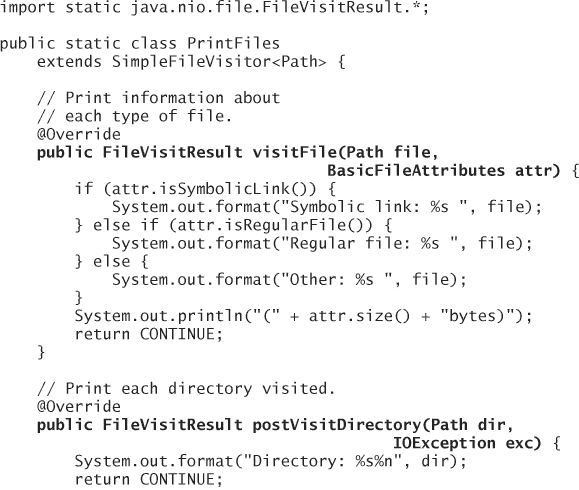 import static java.nio.file.FileVisitResult.*;

public static class PrintFiles
    extends SimpleFileVisitor<Path> {

    // Print information about
    // each type of file.
    @Override
    public FileVisitResult visitFile(Path file,
                                   BasicFileAttributes attr) {
        if (attr.isSymbolicLink()) {
            System.out.format("Symbolic link: %s ", file);
        } else if (attr.isRegularFile()) {
            System.out.format("Regular file: %s ", file);
        } else {
            System.out.format("Other: %s ", file);
        }
        System.out.println("(" + attr.size() + "bytes)");
        return CONTINUE;
    }

    // Print each directory visited.
    @Override
    public FileVisitResult postVisitDirectory(Path dir,
                                          IOException exc) {
        System.out.format("Directory: %s%n", dir);
        return CONTINUE;